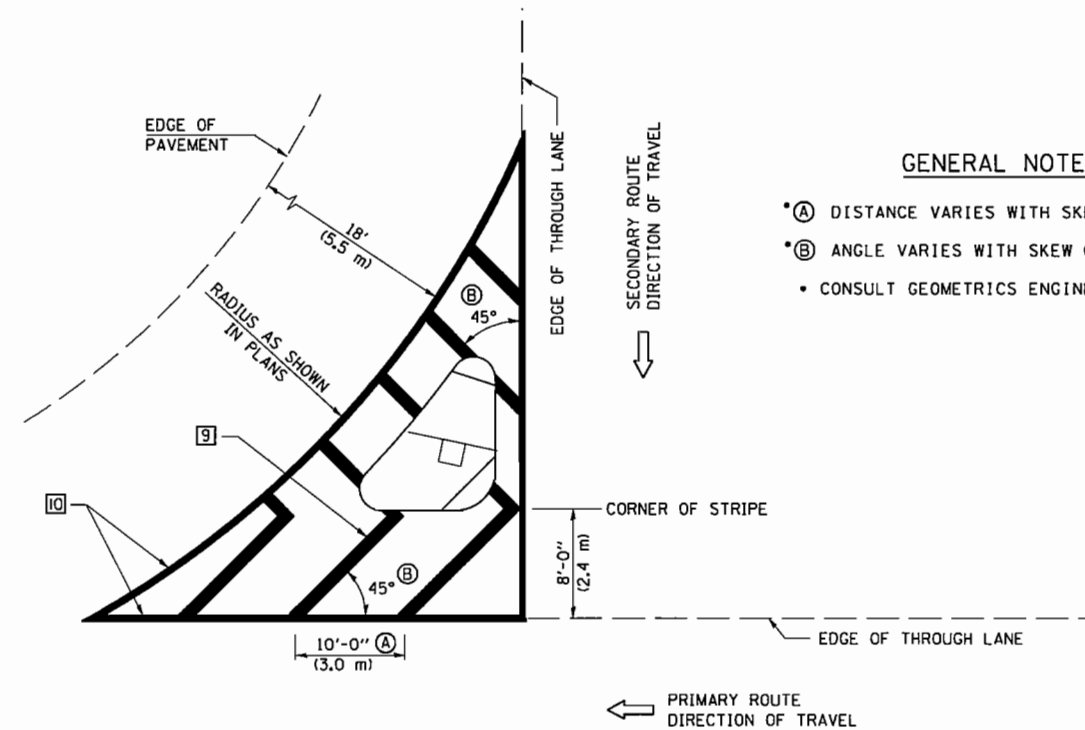 EDGE OF
PAVEMENT
18'
(5.5 m)
RADIUS AS SHOWN
IN PLANS
EDGE OF THROUGH LANE
SECONDARY ROUTE
DIRECTION OF TRAVEL
GENERAL NOTE
*Ⓐ DISTANCE VARIES WITH SKE
*Ⓑ ANGLE VARIES WITH SKEW
• CONSULT GEOMETRICS ENGIN
Ⓑ
45°
9
10
CORNER OF STRIPE
8'-0"
(2.4 m)
45° Ⓑ
10'-0" Ⓐ
(3.0 m)
EDGE OF THROUGH LANE
PRIMARY ROUTE
DIRECTION OF TRAVEL